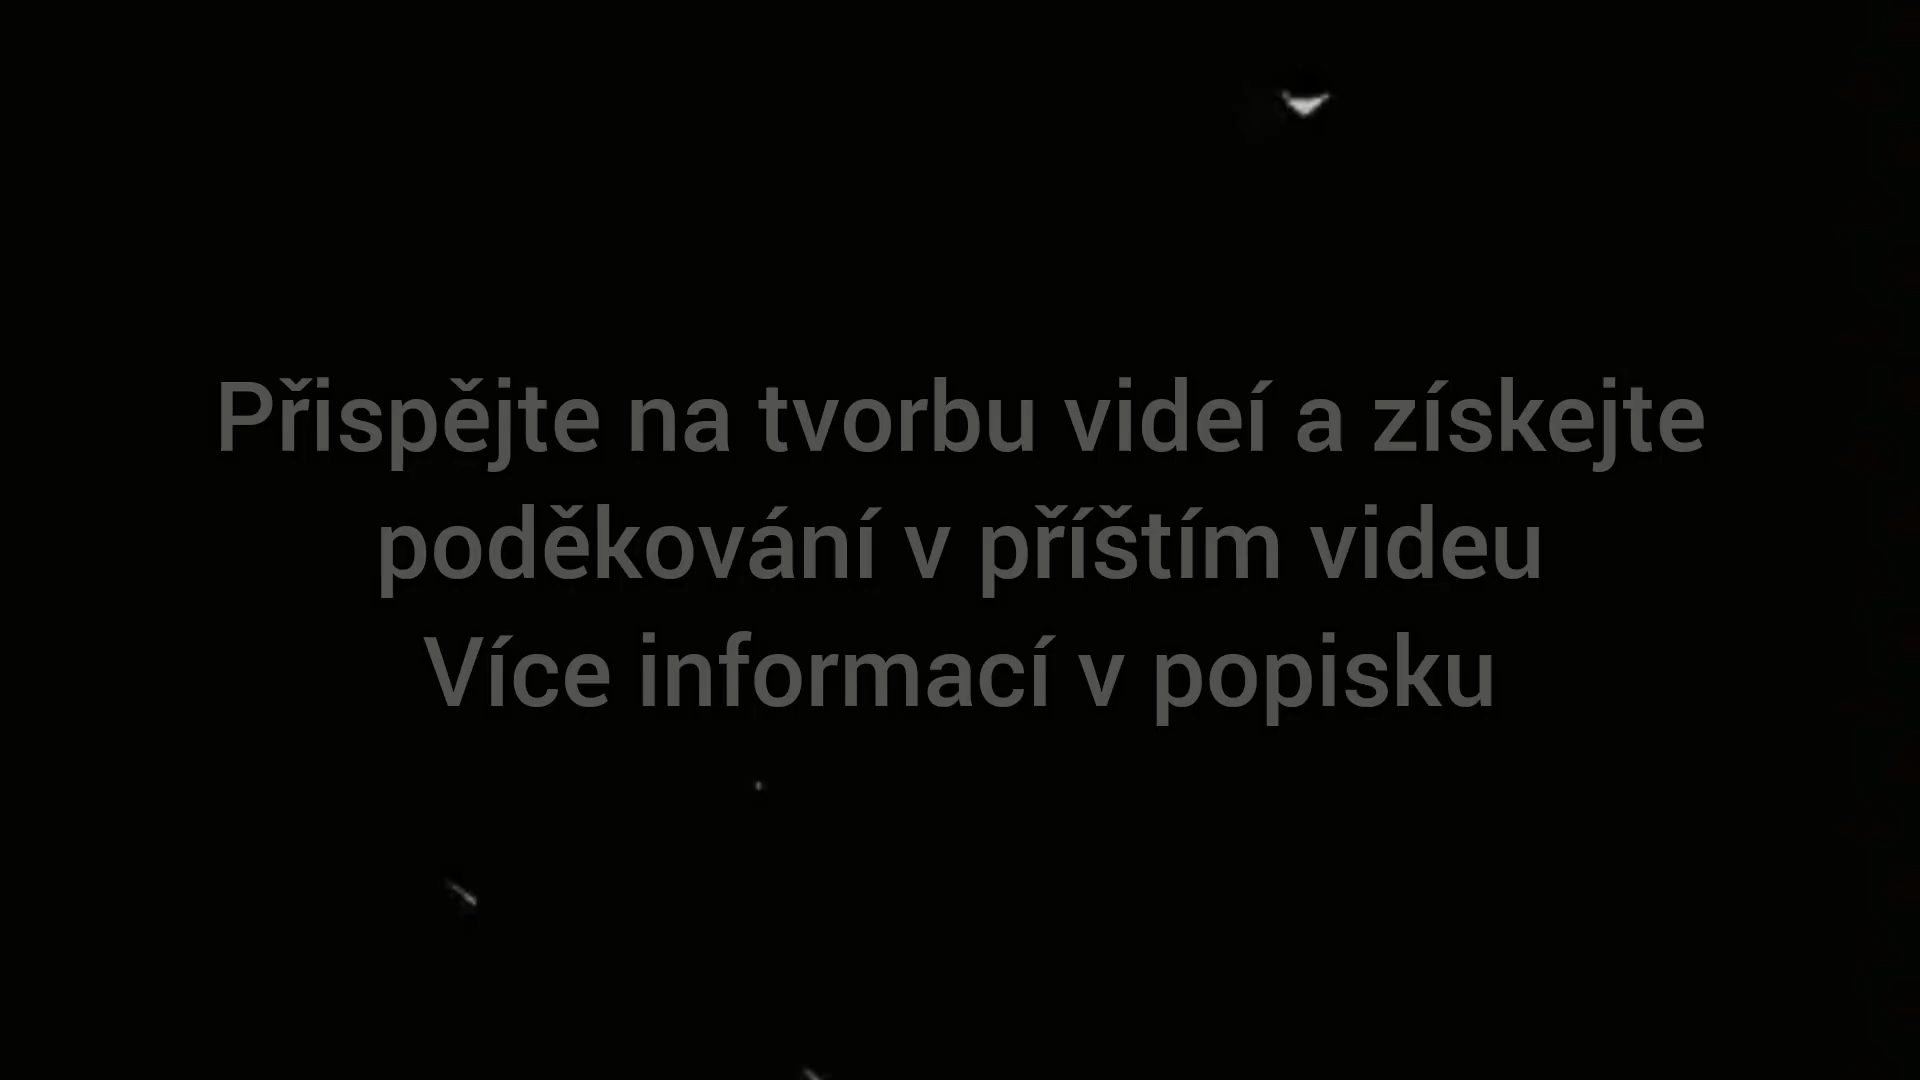 Přispějte na tvorbu videí a získejte
poděkování v příštím videu
Více informací v popisku